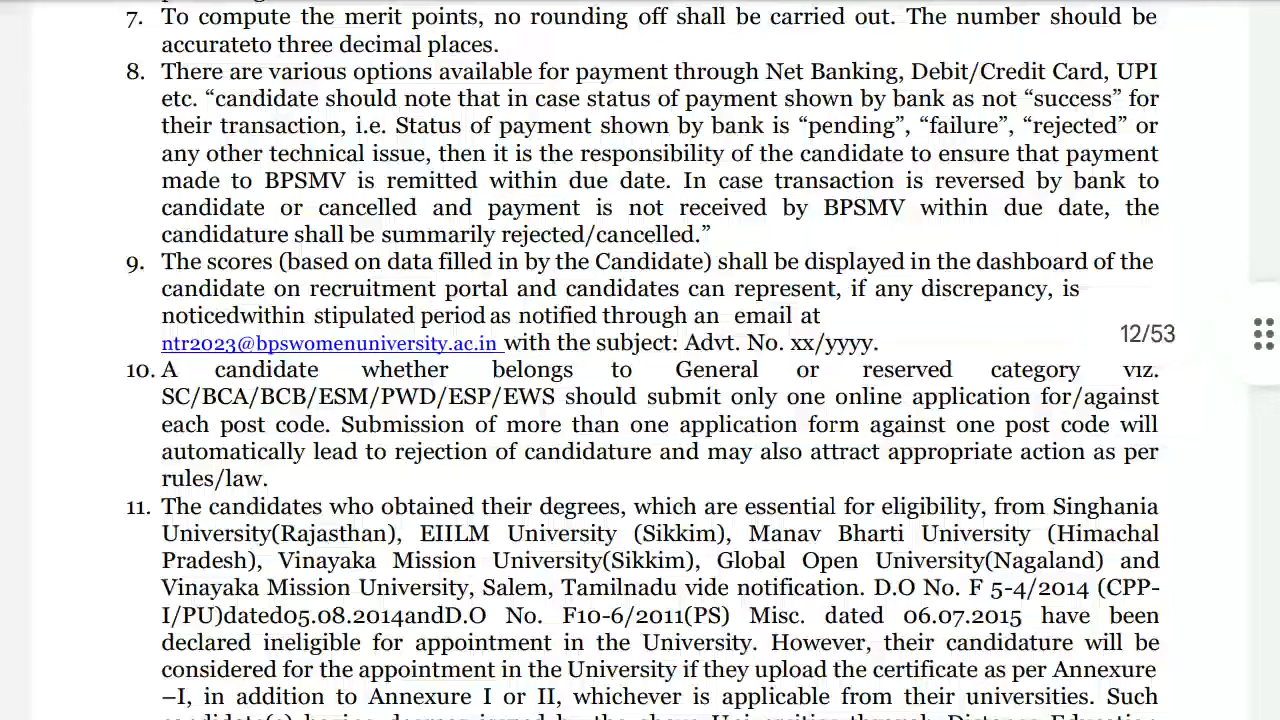 7. To compute the merit points, no rounding off shall be carried out. The number should be
accurateto three decimal places.
8. There are various options available for payment through Net Banking, Debit/Credit Card, UPI
etc. “candidate should note that in case status of payment shown by bank as not “success” for
their transaction, i.e. Status of payment shown by bank is “pending”, “failure”, “rejected” or
any other technical issue, then it is the responsibility of the candidate to ensure that payment
made to BPSMV is remitted within due date. In case transaction is reversed by bank to
candidate or cancelled and payment is not received by BPSMV within due date, the
candidature shall be summarily rejected/cancelled.”
9. The scores (based on data filled in by the Candidate) shall be displayed in the dashboard of the
candidate on recruitment portal and candidates can represent, if any discrepancy, is
noticedwithin stipulated period as notified through an email at
ntr2023@bpswomenuniversity.ac.in with the subject: Advt. No. xx/yyyy.
12/53
10. A candidate whether belongs to General or reserved category viz.
SC/BCA/BCB/ESM/PWD/ESP/EWS should submit only one online application for/against
each post code. Submission of more than one application form against one post code will
automatically lead to rejection of candidature and may also attract appropriate action as per
rules/law.
11. The candidates who obtained their degrees, which are essential for eligibility, from Singhania
University(Rajasthan), EIILM University (Sikkim), Manav Bharti University (Himachal
Pradesh), Vinayaka Mission University(Sikkim), Global Open University(Nagaland) and
Vinayaka Mission University, Salem, Tamilnadu vide notification. D.O No. F 5-4/2014 (CPP-
I/PU)dated05.08.2014andD.O No. F10-6/2011(PS) Misc. dated 06.07.2015 have been
declared ineligible for appointment in the University. However, their candidature will be
considered for the appointment in the University if they upload the certificate as per Annexure
–I, in addition to Annexure I or II, whichever is applicable from their universities. Such